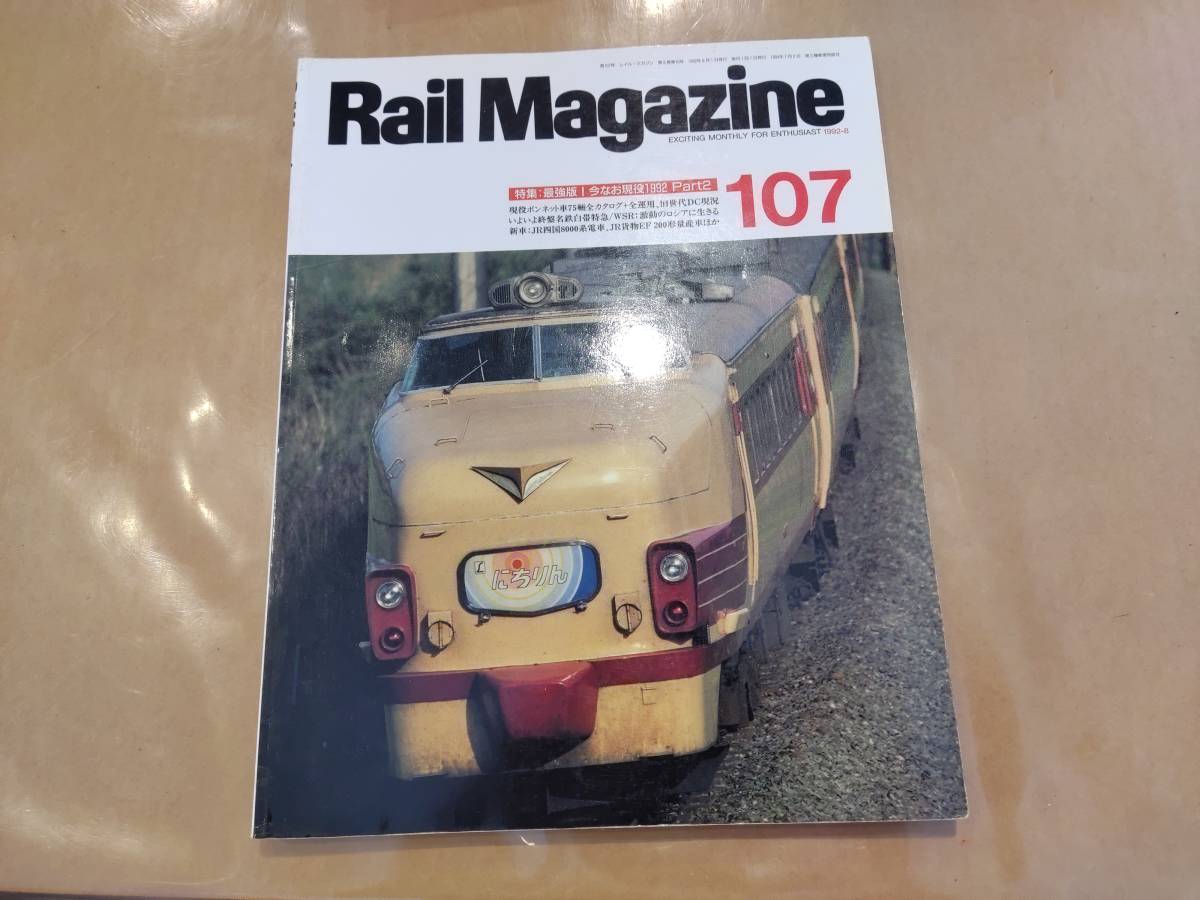 Rail Magazine
EXCITING MONTHLY FOR ENTHUSIAST 1992-8
特集:最強版!今なお現役1992 Part2
107
現役ボンネット車75輌全カタログ+全運用、旧世代DC現況
いよいよ終盤名鉄白帯特急/WSR:激動のロシアに生きる
新車:JR四国8000系電車、JR貨物EF200形量産車ほか
L
にちりん